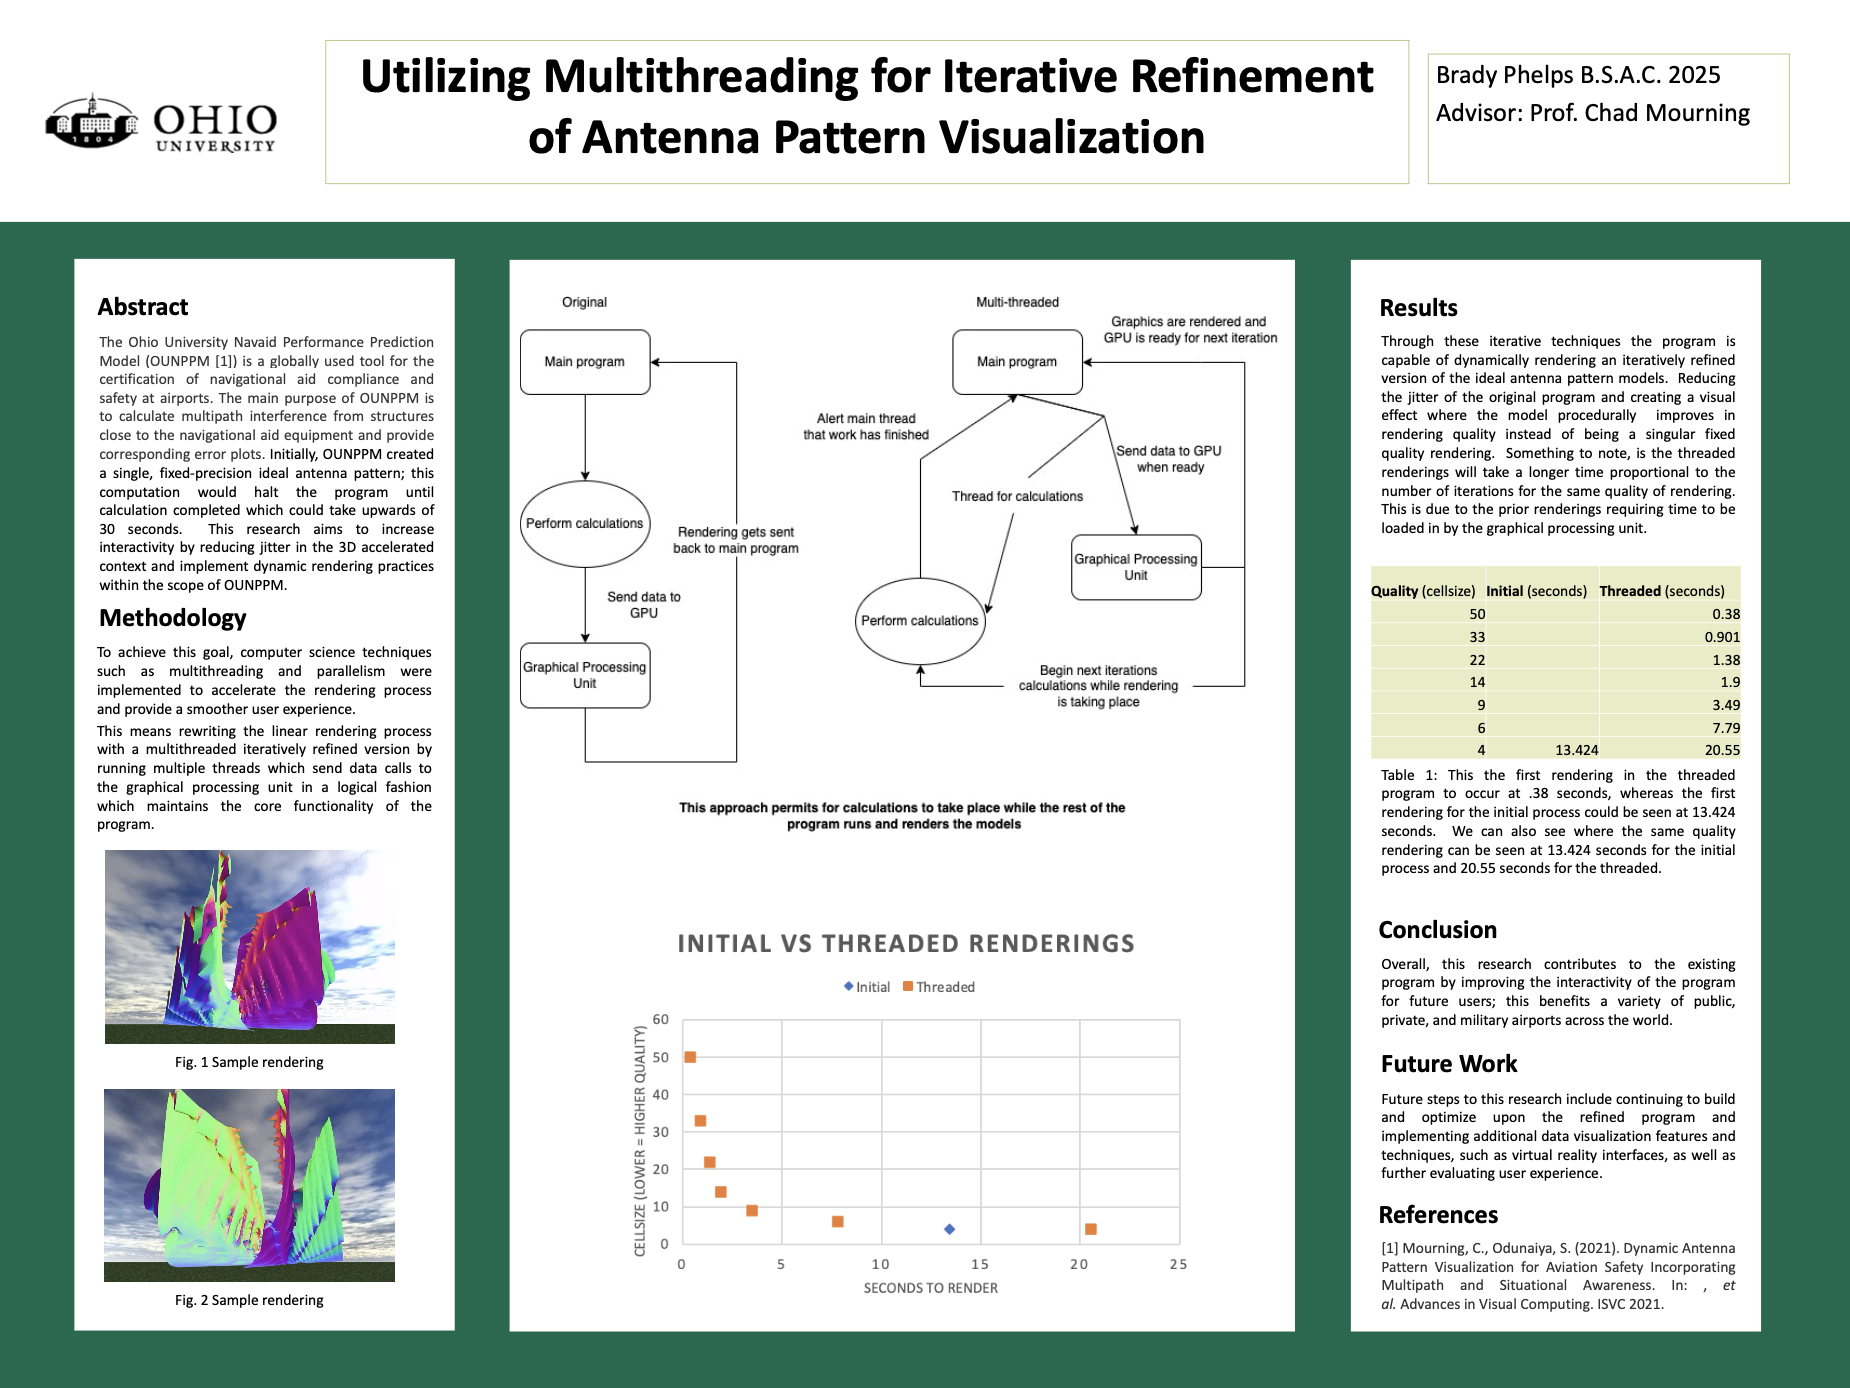 OHIO
UNIVERSITY
1804
Utilizing Multithreading for Iterative Refinement
of Antenna Pattern Visualization
Brady Phelps B.S.A.C. 2025
Advisor: Prof. Chad Mourning
Abstract
The Ohio University Navaid Performance Prediction
Model (OUNPPM [1]) is a globally used tool for the
certification of navigational aid compliance and
safety at airports. The main purpose of OUNPPM is
to calculate multipath interference from structures
close to the navigational aid equipment and provide
corresponding error plots. Initially, OUNPPM created
a single, fixed-precision ideal antenna pattern; this
computation would halt the program until
calculation completed which could take upwards of
30 seconds. This research aims to increase
interactivity by reducing jitter in the 3D accelerated
context and implement dynamic rendering practices
within the scope of OUNPPM.
Methodology
To achieve this goal, computer science techniques
such as multithreading and parallelism were
implemented to accelerate the rendering process
and provide a smoother user experience.
This means rewriting the linear rendering process
with a multithreaded iteratively refined version by
running multiple threads which send data calls to
the graphical processing unit in a logical fashion
which maintains the core functionality of the
program.
Fig. 1 Sample rendering
Fig. 2 Sample rendering
Original
Main program
Perform calculations
Rendering gets sent
back to main program
Send data to
GPU
Graphical Processing
Unit
Multi-threaded
Graphics are rendered and
GPU is ready for next iteration
Main program
Alert main thread
that work has finished
Send data to GPU
when ready
Thread for calculations
Graphical Processing
Unit
Perform calculations
Begin next iterations
calculations while rendering
is taking place
This approach permits for calculations to take place while the rest of the
program runs and renders the models
INITIAL VS THREADED RENDERINGS
Initial Threaded
CELLSIZE (LOWER = HIGHER QUALITY)
60
50
40
30
20
10
0
0 5 10 15 20 25
SECONDS TO RENDER
Results
Through these iterative techniques the program is
capable of dynamically rendering an iteratively refined
version of the ideal antenna pattern models. Reducing
the jitter of the original program and creating a visual
effect where the model procedurally improves in
rendering quality instead of being a singular fixed
quality rendering. Something to note, is the threaded
renderings will take a longer time proportional to the
number of iterations for the same quality of rendering.
This is due to the prior renderings requiring time to be
loaded in by the graphical processing unit.
Quality (cellsize) Initial (seconds) Threaded (seconds)
50 0.38
33 0.901
22 1.38
14 1.9
9 3.49
6 7.79
4 13.424 20.55
Table 1: This the first rendering in the threaded
program to occur at .38 seconds, whereas the first
rendering for the initial process could be seen at 13.424
seconds. We can also see where the same quality
rendering can be seen at 13.424 seconds for the initial
process and 20.55 seconds for the threaded.
Conclusion
Overall, this research contributes to the existing
program by improving the interactivity of the program
for future users; this benefits a variety of public,
private, and military airports across the world.
Future Work
Future steps to this research include continuing to build
and optimize upon the refined program and
implementing additional data visualization features and
techniques, such as virtual reality interfaces, as well as
further evaluating user experience.
References
[1] Mourning, C., Odunaiya, S. (2021). Dynamic Antenna
Pattern Visualization for Aviation Safety Incorporating
Multipath and Situational Awareness. In: , et
al. Advances in Visual Computing. ISVC 2021.